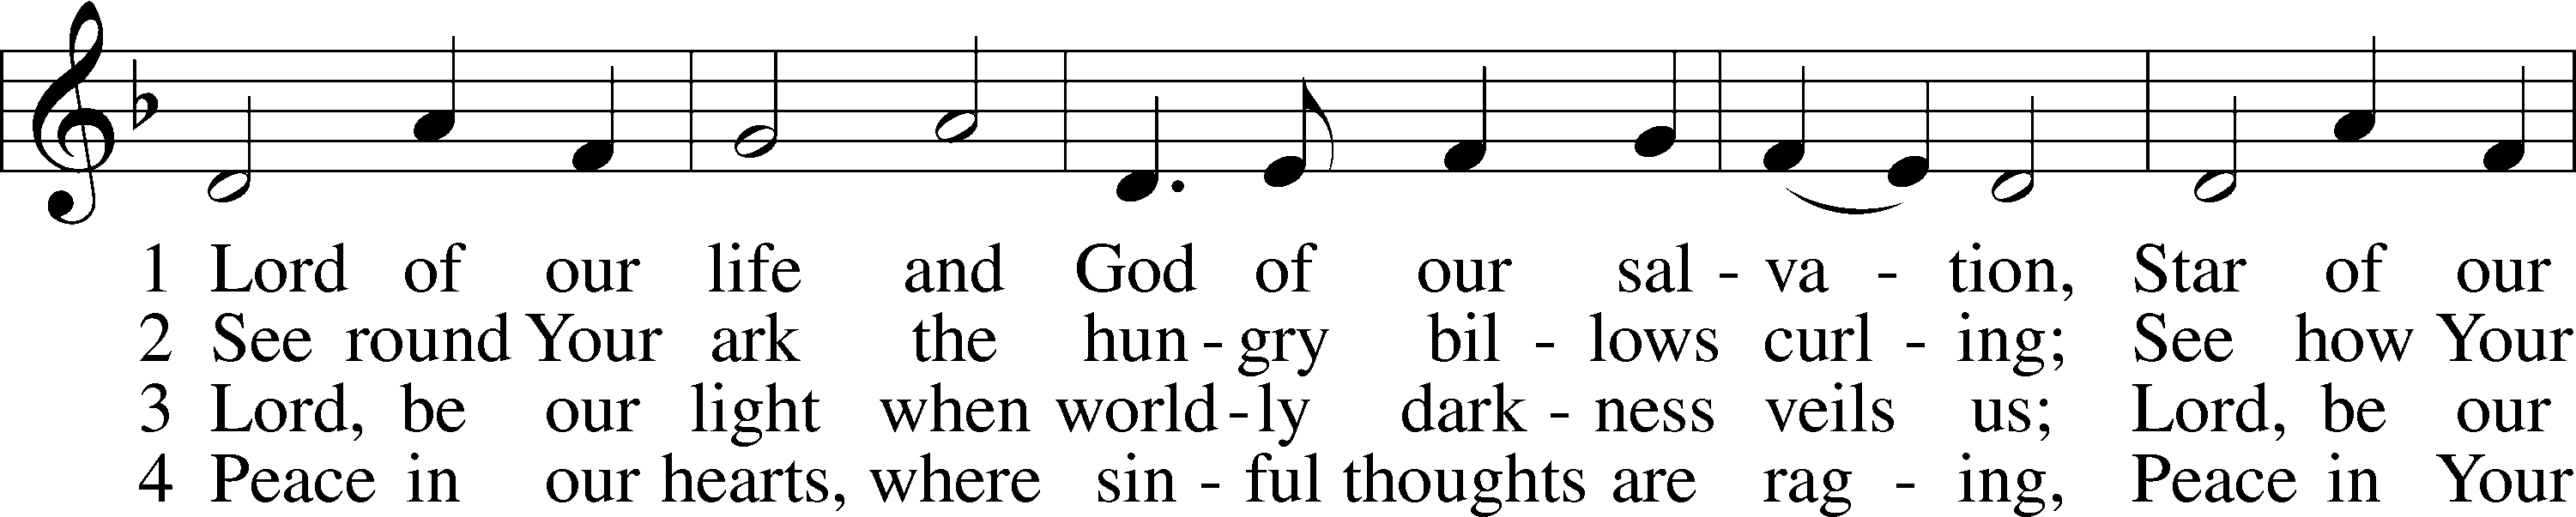 1 Lord of our life and God of our sal - va - tion, Star of our
2 See round Your ark the hun - gry bil - lows curl - ing; See how Your
3 Lord, be our light when world - ly dark - ness veils us; Lord, be our
4 Peace in our hearts, where sin - ful thoughts are rag - ing, Peace in Your